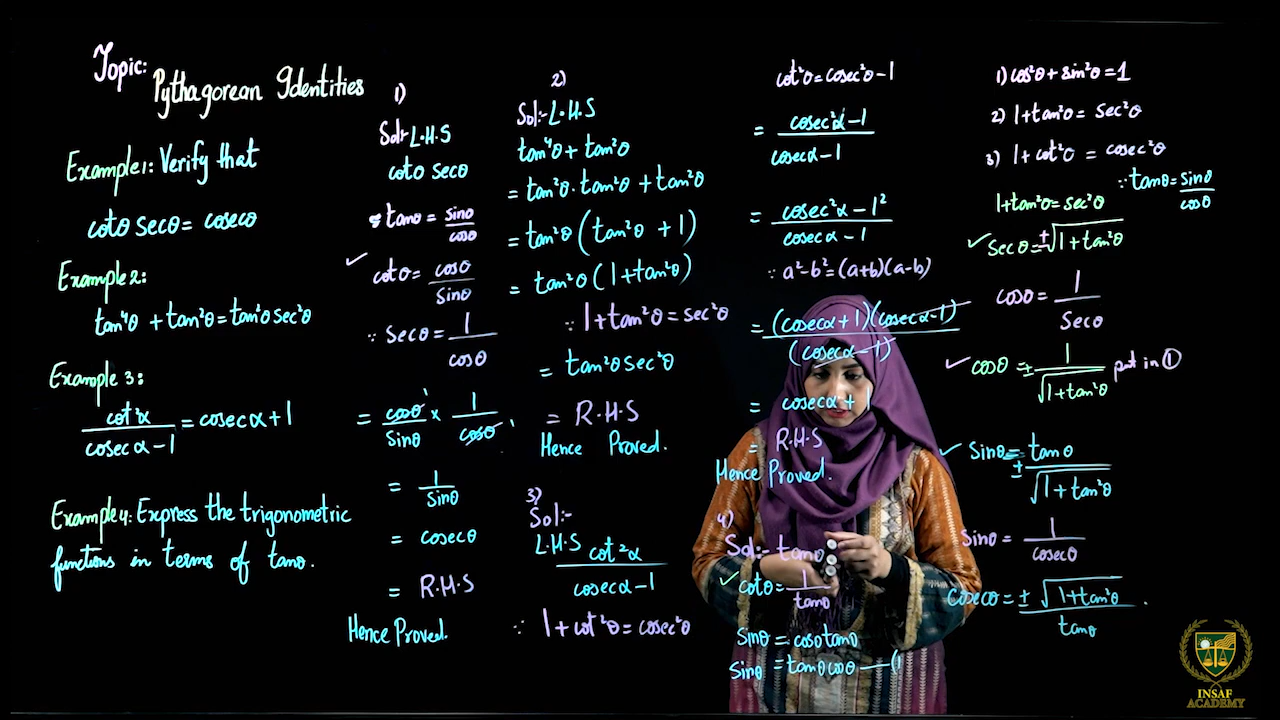 Topic: Pythagorean Identities
Example1: Verify that
cotθ secθ = cosecθ
Example 2:
tan⁴θ + tan²θ = tan²θ sec²θ
Example 3:
cot²α / cosecα-1 = cosecα+1
Example 4: Express the trigonometric
functions in terms of tanθ.
1)
Sol:- L.H.S
cotθ secθ
tanθ = sinθ/cosθ
✓ cotθ = cosθ/sinθ
∵ secθ = 1/cosθ
= cosθ/sinθ × 1/cosθ
= 1/sinθ
= cosecθ
= R.H.S
Hence Proved.
2)
Sol:- L.H.S
tan⁴θ + tan²θ
= tan²θ.tan²θ + tan²θ
= tan²θ (tan²θ + 1)
= tan²θ (1+tan²θ)
∵ 1+tan²θ = sec²θ
= tan²θ sec²θ
= R.H.S
Hence Proved.
3)
Sol:-
L.H.S cot²α / cosecα-1
∵ 1+cot²θ = cosec²θ
cot²θ = cosec²θ-1
= cosec²α-1 / cosecα-1
= cosec²α-1² / cosecα-1
∵ a²-b² = (a+b)(a-b)
= (cosecα+1)(cosecα-1) / (cosecα-1)
= cosecα+1
= R.H.S
Hence Proved.
4)
Sol:- tanθ
✓ cotθ = 1/tanθ
sinθ = cosθ tanθ
sinθ = tanθ cosθ —(1
1) cos²θ + sin²θ = 1
2) 1+tan²θ = sec²θ
3) 1+cot²θ = cosec²θ
∵ tanθ = sinθ/cosθ
1+tan²θ = sec²θ
✓ secθ = ±√1+tan²θ
cosθ = 1/secθ
✓ cosθ = ± 1/√1+tan²θ put in ①
✓ sinθ = ± tanθ/√1+tan²θ
sinθ = 1/cosecθ
cosecθ = ± √1+tan²θ / tanθ.
INSAF
ACADEMY